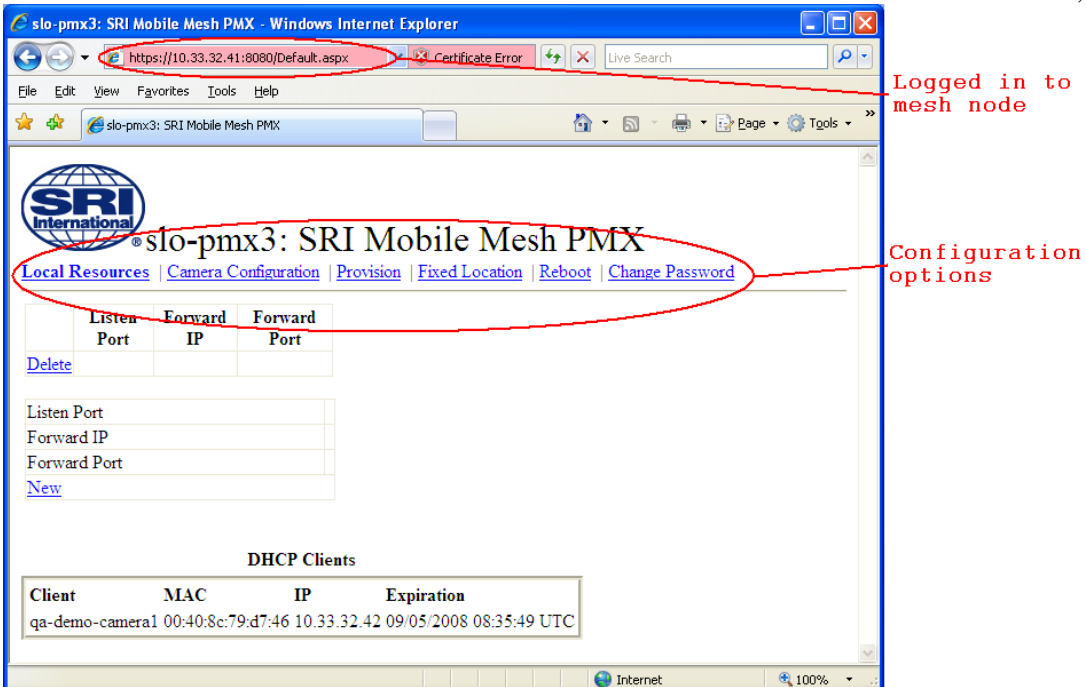 slo-pmx3: SRI Mobile Mesh PMX - Windows Internet Explorer
https://10.33.32.41:8080/Default.aspx Certificate Error Live Search
File Edit View Favorites Tools Help
slo-pmx3: SRI Mobile Mesh PMX Page Tools »
Logged in to
mesh node
SRI
International
® slo-pmx3: SRI Mobile Mesh PMX
Local Resources | Camera Configuration | Provision | Fixed Location | Reboot | Change Password
Configuration
options
Listen Port Forward IP Forward Port
Delete
Listen Port
Forward IP
Forward Port
New
DHCP Clients
Client MAC IP Expiration
qa-demo-camera1 00:40:8c:79:d7:46 10.33.32.42 09/05/2008 08:35:49 UTC
Internet 100%